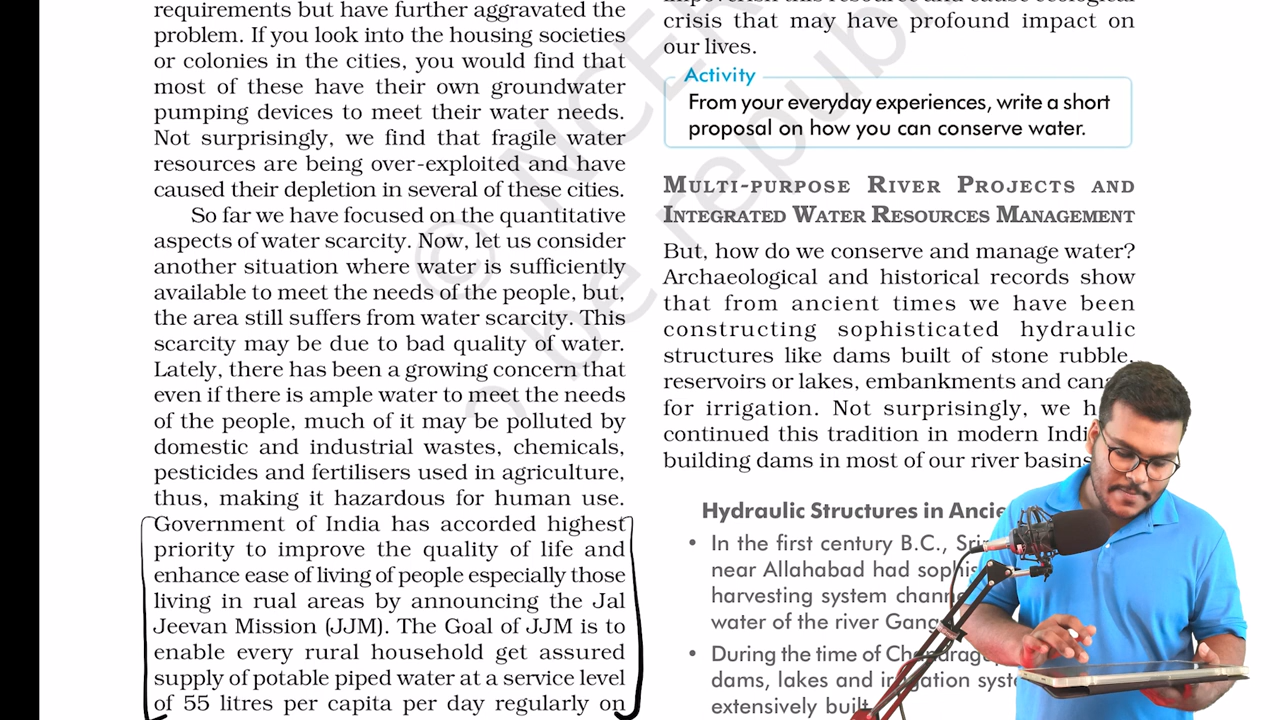 requirements but have further aggravated the
problem. If you look into the housing societies
or colonies in the cities, you would find that
most of these have their own groundwater
pumping devices to meet their water needs.
Not surprisingly, we find that fragile water
resources are being over-exploited and have
caused their depletion in several of these cities.
So far we have focused on the quantitative
aspects of water scarcity. Now, let us consider
another situation where water is sufficiently
available to meet the needs of the people, but,
the area still suffers from water scarcity. This
scarcity may be due to bad quality of water.
Lately, there has been a growing concern that
even if there is ample water to meet the needs
of the people, much of it may be polluted by
domestic and industrial wastes, chemicals,
pesticides and fertilisers used in agriculture,
thus, making it hazardous for human use.
Government of India has accorded highest
priority to improve the quality of life and
enhance ease of living of people especially those
living in rual areas by announcing the Jal
Jeevan Mission (JJM). The Goal of JJM is to
enable every rural household get assured
supply of potable piped water at a service level
of 55 litres per capita per day regularly on
this resource and cause ecological
crisis that may have profound impact on
our lives.
Activity
From your everyday experiences, write a short
proposal on how you can conserve water.
MULTI-PURPOSE RIVER PROJECTS AND
INTEGRATED WATER RESOURCES MANAGEMENT
But, how do we conserve and manage water?
Archaeological and historical records show
that from ancient times we have been
constructing sophisticated hydraulic
structures like dams built of stone rubble,
reservoirs or lakes, embankments and
for irrigation. Not surprisingly, we
continued this tradition in modern
building dams in most of our river basins
Hydraulic Structures in
• In the first century B.C.,
near Allahabad had
harvesting system
water of the river
• During the time of
dams, lakes and
extensively built